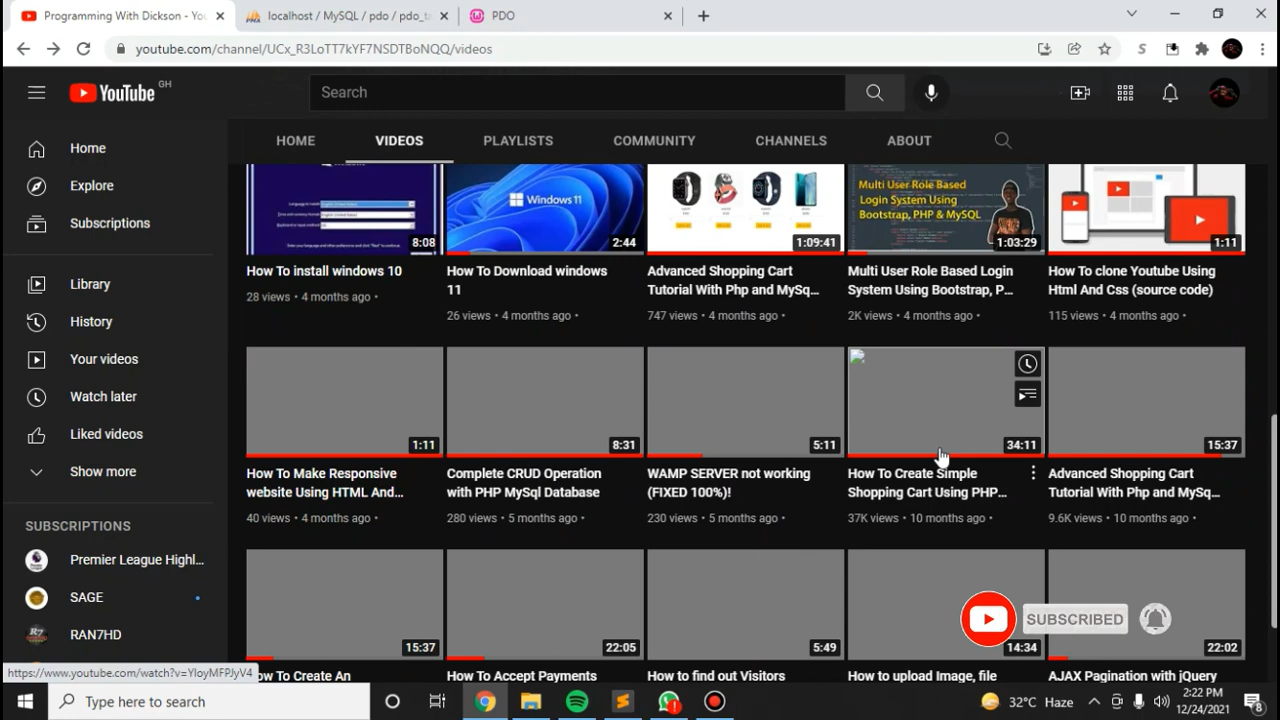 Programming With Dickson - You
localhost / MySQL / pdo / pdo_ta
PDO
youtube.com/channel/UCx_R3LoTT7kYF7NSDTBoNQQ/videos
YouTube GH
Search
HOME
VIDEOS
PLAYLISTS
COMMUNITY
CHANNELS
ABOUT
Home
Explore
Subscriptions
Library
History
Your videos
Watch later
Liked videos
Show more
SUBSCRIPTIONS
Premier League Highl...
SAGE
RAN7HD
8:08
How To install windows 10
28 views • 4 months ago •
Windows 11
2:44
How To Download windows
11
26 views • 4 months ago •
1:09:41
Advanced Shopping Cart
Tutorial With Php and MySq...
747 views • 4 months ago •
Multi User Role Based
Login System Using
Bootstrap, PHP & MySQL
1:03:29
Multi User Role Based Login
System Using Bootstrap, P...
2K views • 4 months ago •
1:11
How To clone Youtube Using
Html And Css (source code)
115 views • 4 months ago •
1:11
How To Make Responsive
website Using HTML And...
40 views • 4 months ago •
8:31
Complete CRUD Operation
with PHP MySql Database
280 views • 5 months ago •
5:11
WAMP SERVER not working
(FIXED 100%)!
230 views • 5 months ago •
34:11
How To Create Simple
Shopping Cart Using PHP...
37K views • 10 months ago •
15:37
Advanced Shopping Cart
Tutorial With Php and MySq...
9.6K views • 10 months ago •
15:37
How To Create An
22:05
How To Accept Payments
5:49
How to find out Visitors
14:34
How to upload Image, file
22:02
AJAX Pagination with jQuery
SUBSCRIBED
https://www.youtube.com/watch?v=YloyMFPJyV4
Type here to search
32°C Haze
2:22 PM
12/24/2021
8